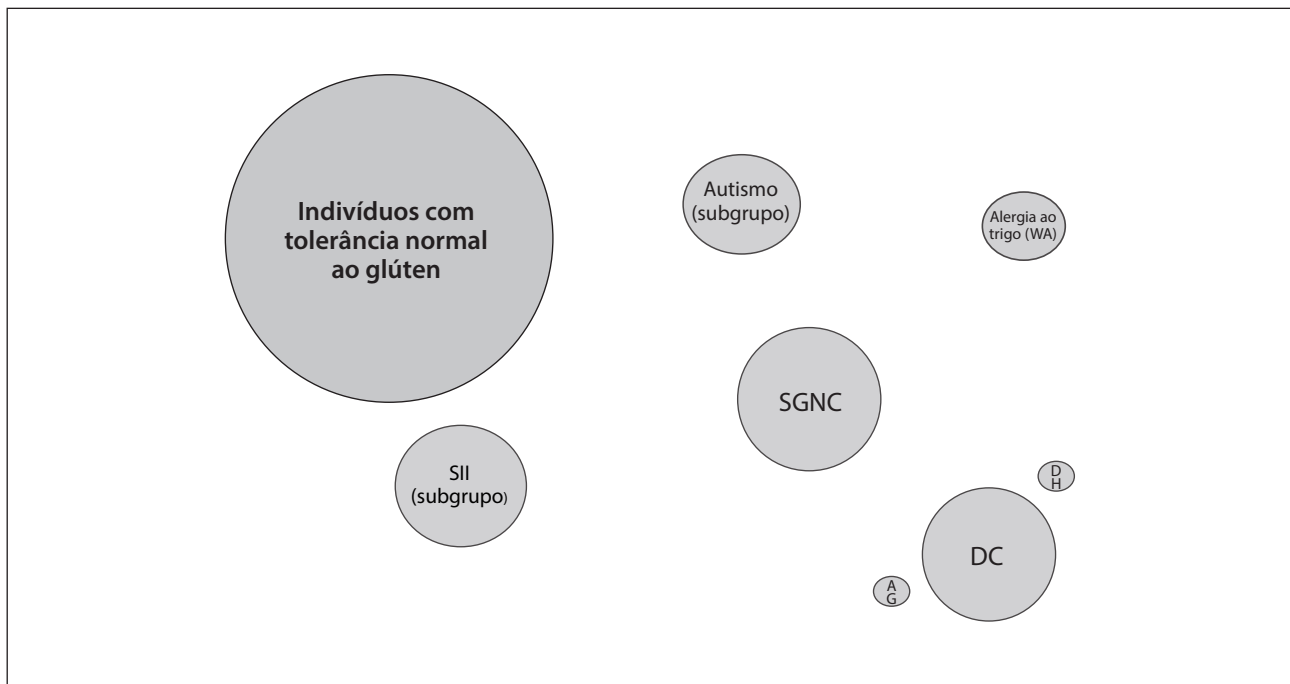 Indivíduos com
tolerância normal
ao glúten
Autismo
(subgrupo)
Alergia ao
trigo (WA)
SGNC
SII
(subgrupo)
D
H
DC
A
G